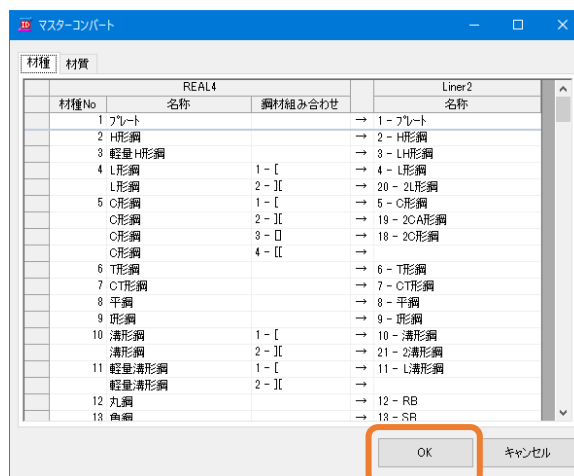 マスターコンバート
材種 材質
REAL4 Liner2
材種No 名称 鋼材組み合わせ 名称
1 プレート → 1 - プレート
2 H形鋼 → 2 - H形鋼
3 軽量H形鋼 → 3 - LH形鋼
4 L形鋼 1 - [ → 4 - L形鋼
L形鋼 2 - ][ → 20 - 2L形鋼
5 C形鋼 1 - [ → 5 - C形鋼
C形鋼 2 - ][ → 19 - 2CA形鋼
C形鋼 3 - [] → 18 - 2C形鋼
C形鋼 4 - [[ →
6 T形鋼 → 6 - T形鋼
7 CT形鋼 → 7 - CT形鋼
8 平鋼 → 8 - 平鋼
9 I形鋼 → 9 - I形鋼
10 溝形鋼 1 - [ → 10 - 溝形鋼
溝形鋼 2 - ][ → 21 - 2溝形鋼
11 軽量溝形鋼 1 - [ → 11 - L溝形鋼
軽量溝形鋼 2 - ][ →
12 丸鋼 → 12 - RB
13 角鋼 → 13 - SB
OK キャンセル